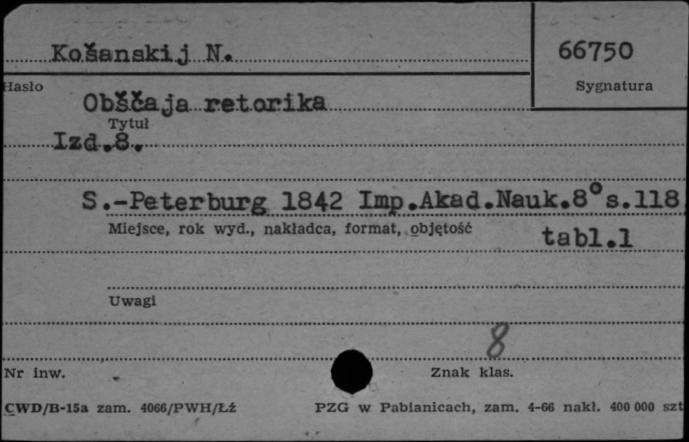 Košanskij N.
66750
Hasło
Sygnatura
Obščaja retorika
Tytuł
Izd.8.
S.-Peterburg 1842 Imp.Akad.Nauk.8° s.118
Miejsce, rok wyd., nakładca, format, objętość
tabl.1
Uwagi
8
Nr inw.
Znak klas.
CWD/B-15a zam. 4066/PWH/Łż
PZG w Pabianicach, zam. 4-66 nakł. 400 000 szt